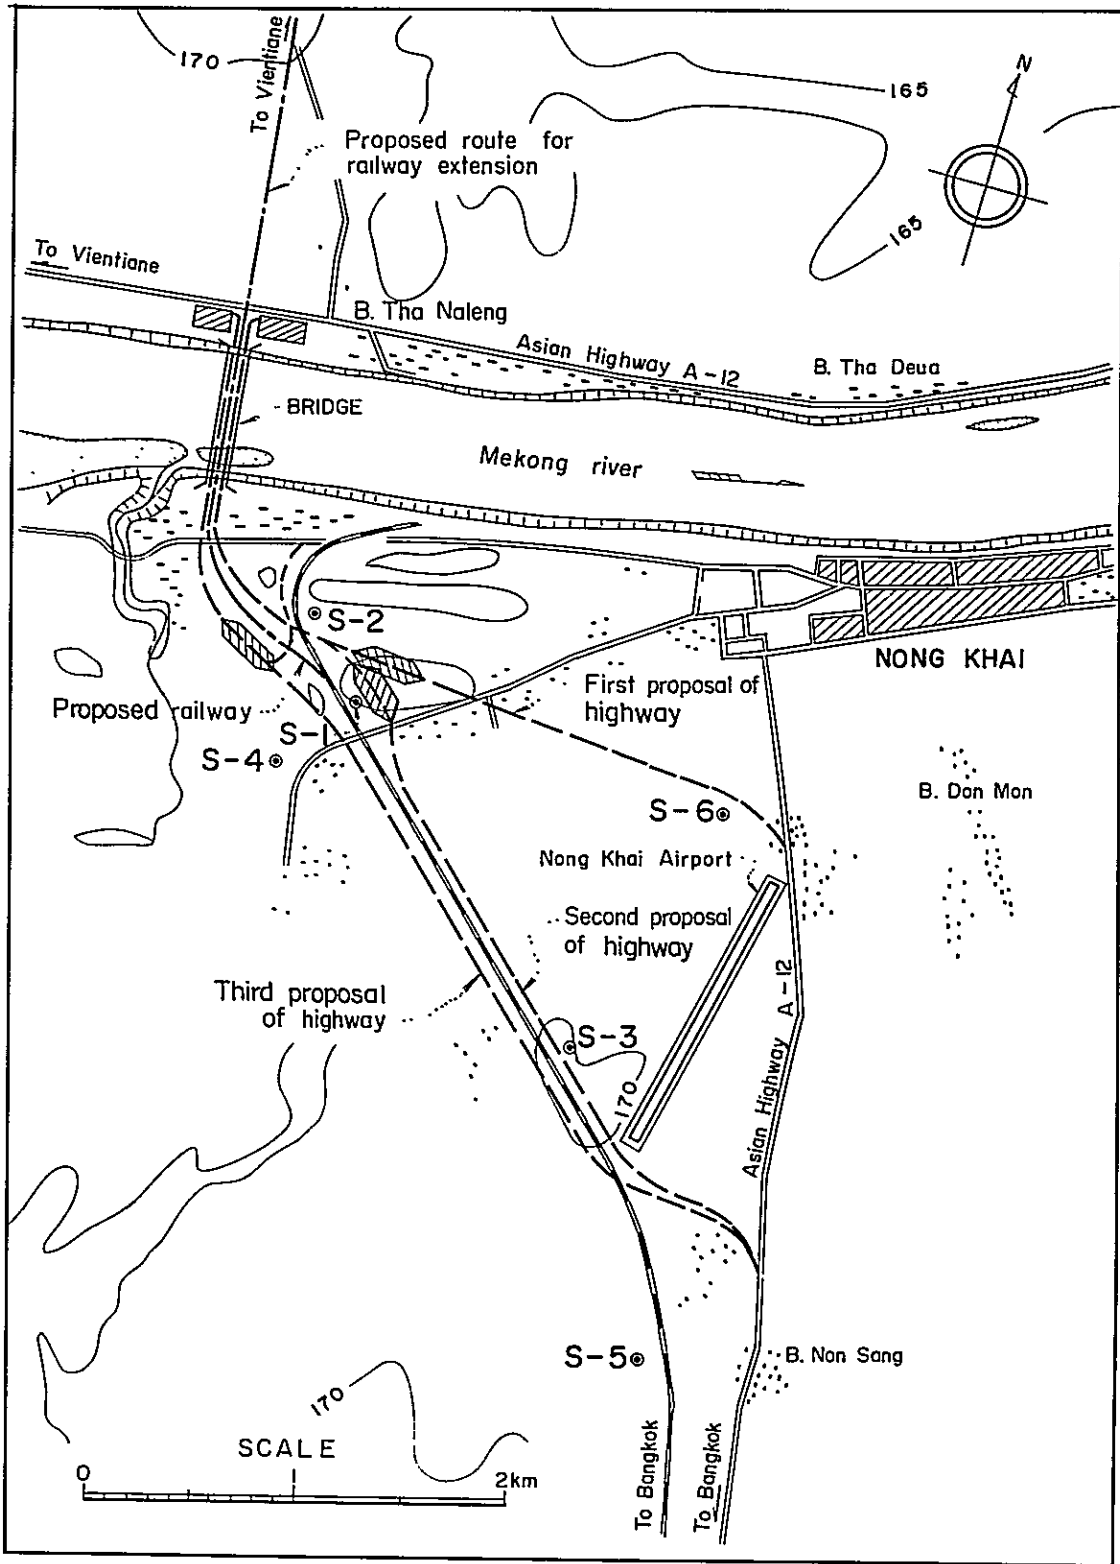 To Vientiane
170
To Vientiane
165
N
Proposed route for
railway extension
165
To Vientiane
B. Tha Naleng
Asian Highway A-12
B. Tha Deua
BRIDGE
Mekong river
S-2
NONG KHAI
First proposal of
highway
Proposed railway
S-1
S-4
S-6
B. Don Mon
Nong Khai Airport
Second proposal
of highway
Third proposal
of highway
Asian Highway A-12
S-3
170
S-5
B. Non Sang
170
SCALE
0 1 2km
To Bangkok
To Bangkok